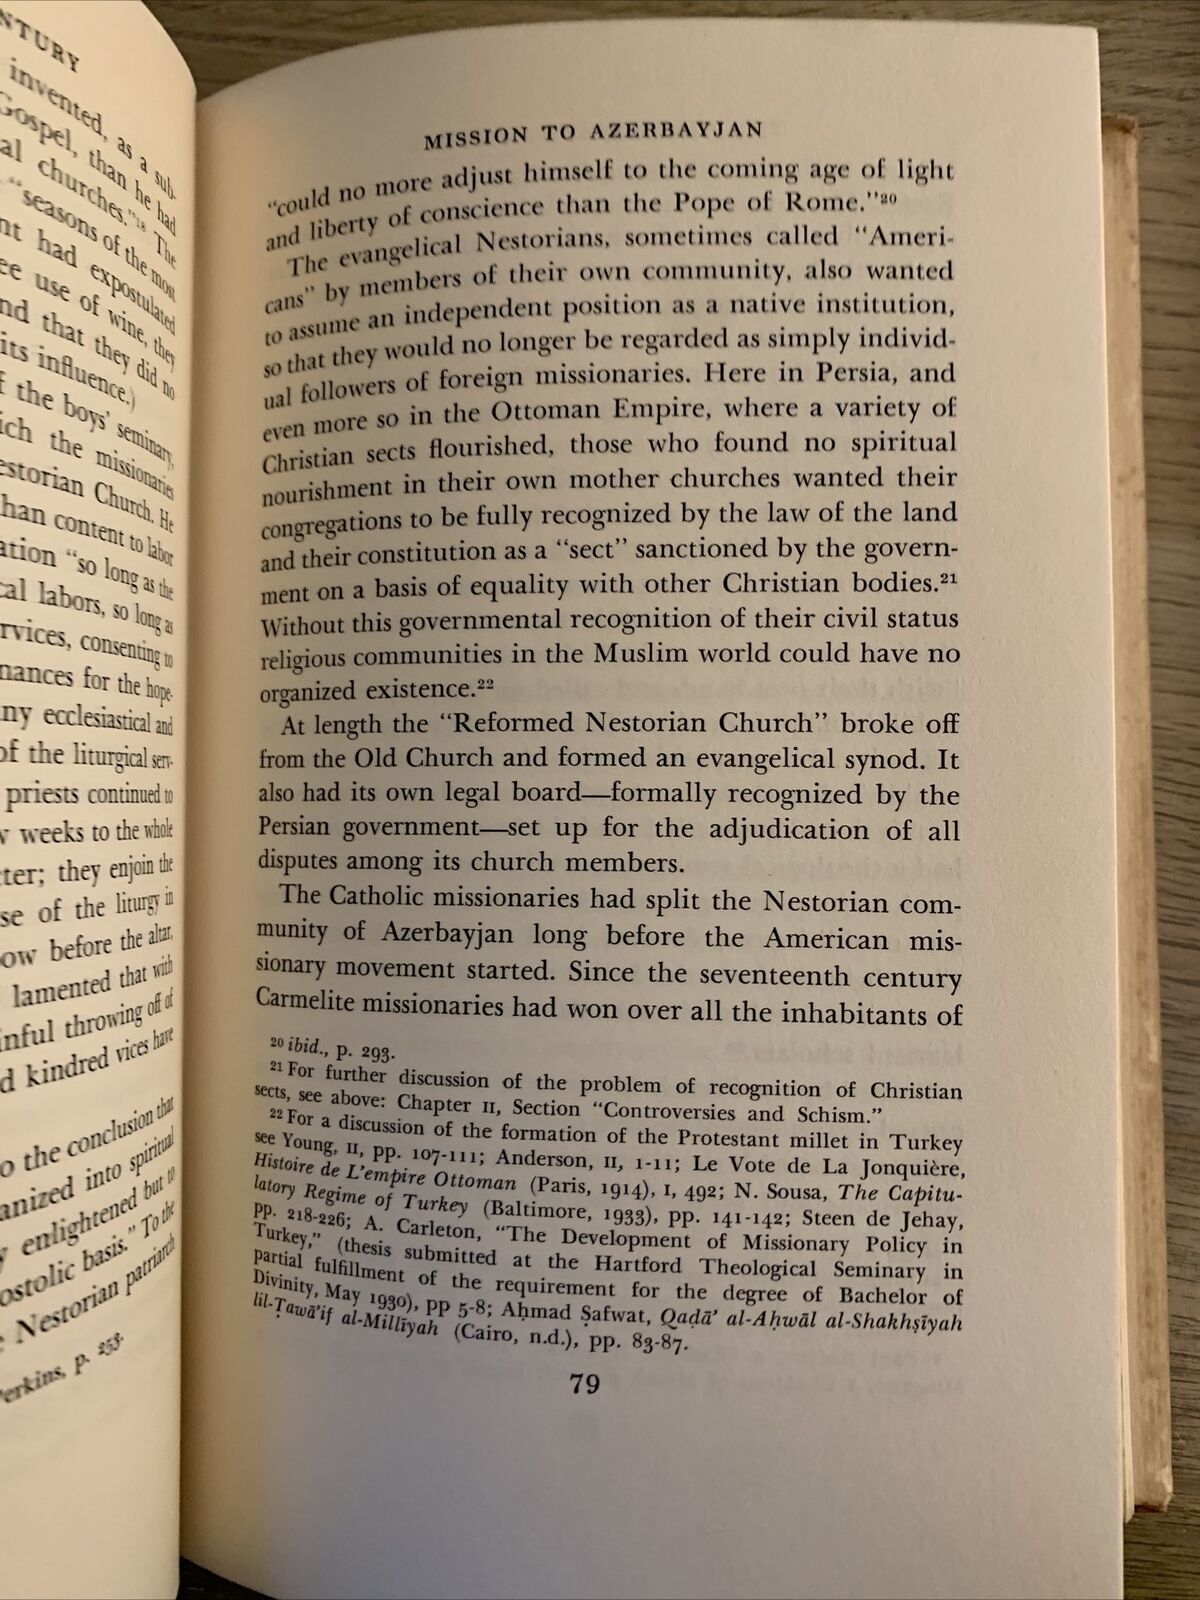 NTURY
invented, as a sub-
Gospel, than he had
al churches."¹⁸ The
"seasons of the most
nt had expostulated
ee use of wine, they
nd that they did no
its influence.)
f the boys' seminary,
ich the missionaries
estorian Church. He
han content to labor
ation "so long as the
cal labors, so long as
rvices, consenting to
nances for the hope-
ny ecclesiastical and
of the liturgical serv-
priests continued to
w weeks to the whole
tter; they enjoin the
se of the liturgy in
ow before the altar,
lamented that with
inful throwing off of
d kindred vices have
o the conclusion that
anized into spiritual
y enlightened but to
ostolic basis." To the
e Nestorian patriarch
Perkins, p. 253.
MISSION TO AZERBAYJAN
"could no more adjust himself to the coming age of light
and liberty of conscience than the Pope of Rome."²⁰
The evangelical Nestorians, sometimes called "Ameri-
cans" by members of their own community, also wanted
to assume an independent position as a native institution,
so that they would no longer be regarded as simply individ-
ual followers of foreign missionaries. Here in Persia, and
even more so in the Ottoman Empire, where a variety of
Christian sects flourished, those who found no spiritual
nourishment in their own mother churches wanted their
congregations to be fully recognized by the law of the land
and their constitution as a "sect" sanctioned by the govern-
ment on a basis of equality with other Christian bodies.²¹
Without this governmental recognition of their civil status
religious communities in the Muslim world could have no
organized existence.²²
At length the "Reformed Nestorian Church" broke off
from the Old Church and formed an evangelical synod. It
also had its own legal board—formally recognized by the
Persian government—set up for the adjudication of all
disputes among its church members.
The Catholic missionaries had split the Nestorian com-
munity of Azerbayjan long before the American mis-
sionary movement started. Since the seventeenth century
Carmelite missionaries had won over all the inhabitants of
²⁰ ibid., p. 293.
²¹ For further discussion of the problem of recognition of Christian
sects, see above: Chapter II, Section "Controversies and Schism."
²² For a discussion of the formation of the Protestant millet in Turkey
see Young, II, pp. 107-111; Anderson, II, 1-11; Le Vote de La Jonquière,
Histoire de L'empire Ottoman (Paris, 1914), I, 492; N. Sousa, The Capitu-
latory Regime of Turkey (Baltimore, 1933), pp. 141-142; Steen de Jehay,
pp. 218-226; A. Carleton, "The Development of Missionary Policy in
Turkey," (thesis submitted at the Hartford Theological Seminary in
partial fulfillment of the requirement for the degree of Bachelor of
Divinity, May 1930), pp 5-8; Aḥmad Ṣafwat, Qaḍā' al-Aḥwāl al-Shakhṣīyah
lil-Ṭawā'if al-Millīyah (Cairo, n.d.), pp. 83-87.
79